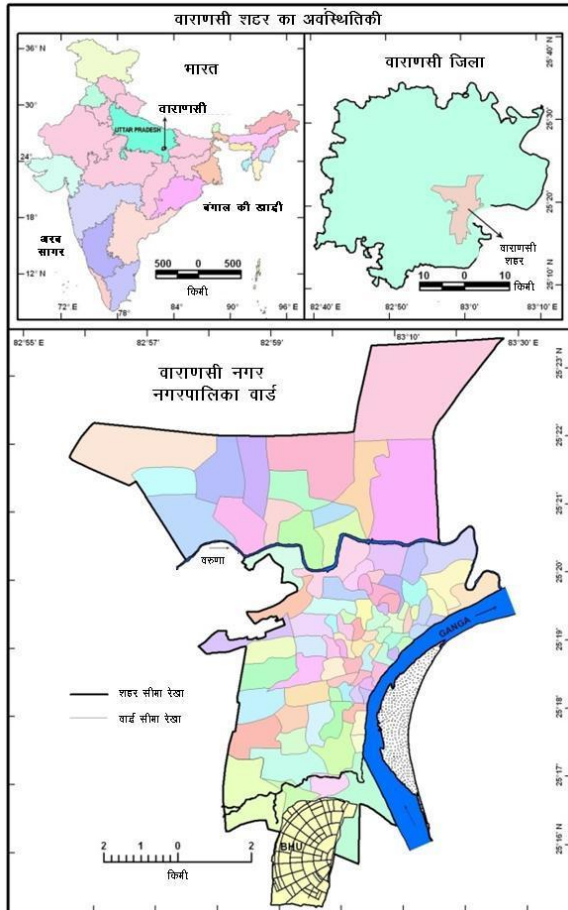 वाराणसी शहर का अवस्थितिकी
भारत
वाराणसी
UTTAR PRADESH
बंगाल की खाड़ी
अरब
सागर
36° N
30°
24°
18°
12° N
72° E
78°
84°
90°
96° E
500 0 500
किमी
वाराणसी जिला
25°40' N
25°30'
25°20'
25°10' N
वाराणसी
शहर
10 0 10
किमी
82°40' E
82°50'
83°0'
83°10' E
82°55' E
82°57'
82°59'
83°10'
83°30' E
वाराणसी नगर
नगरपालिका वार्ड
25°23' N
25°22'
25°21'
25°20'
25°19'
25°18'
25°17'
25°16' N
वरुणा
GANGA
शहर सीमा रेखा
वार्ड सीमा रेखा
BHU
2 0 2
किमी